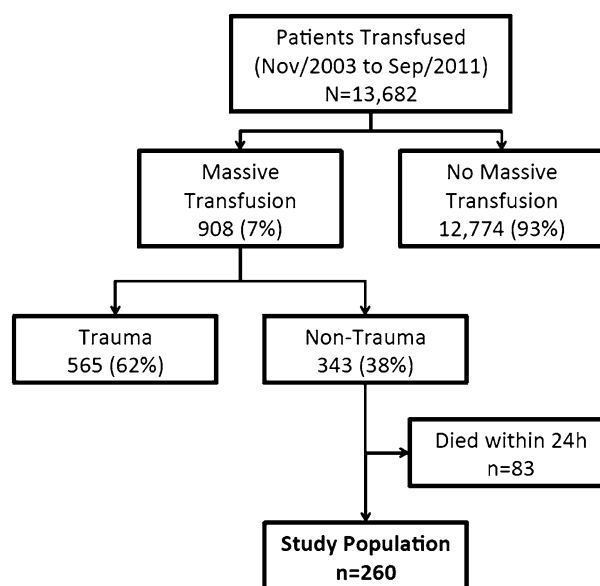 Patients Transfused
(Nov/2003 to Sep/2011)
N=13,682
Massive
Transfusion
908 (7%)
No Massive
Transfusion
12,774 (93%)
Trauma
565 (62%)
Non-Trauma
343 (38%)
Died within 24h
n=83
Study Population
n=260